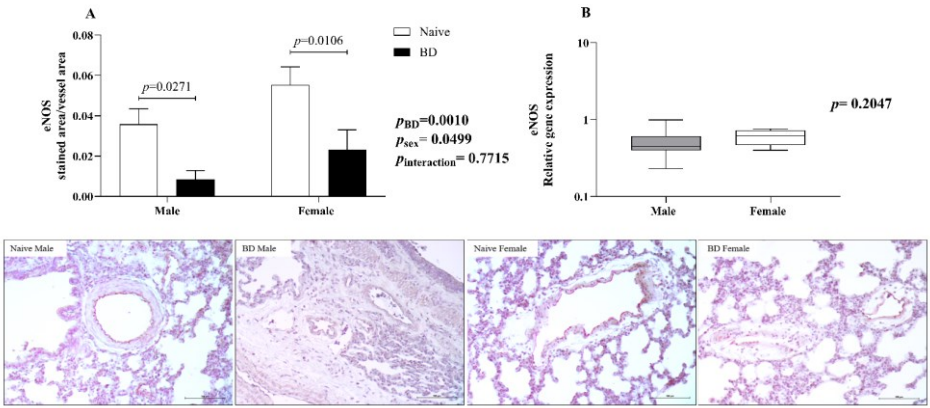 A
eNOS
stained area/vessel area
0.08
0.06
0.04
0.02
0.00
p=0.0271
p=0.0106
Male
Female
Naive
BD
pBD=0.0010
psex= 0.0499
pinteraction= 0.7715
B
eNOS
Relative gene expression
10
1
0.1
p= 0.2047
Male
Female
Naive Male
BD Male
Naive Female
BD Female